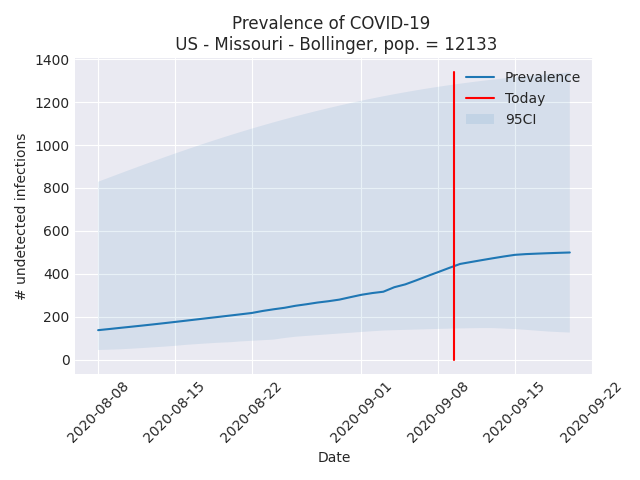 Prevalence of COVID-19
US - Missouri - Bollinger, pop. = 12133
Prevalence
Today
95CI
# undetected infections
1400
1200
1000
800
600
400
200
0
2020-08-08
2020-08-15
2020-08-22
2020-09-01
2020-09-08
2020-09-15
2020-09-22
Date